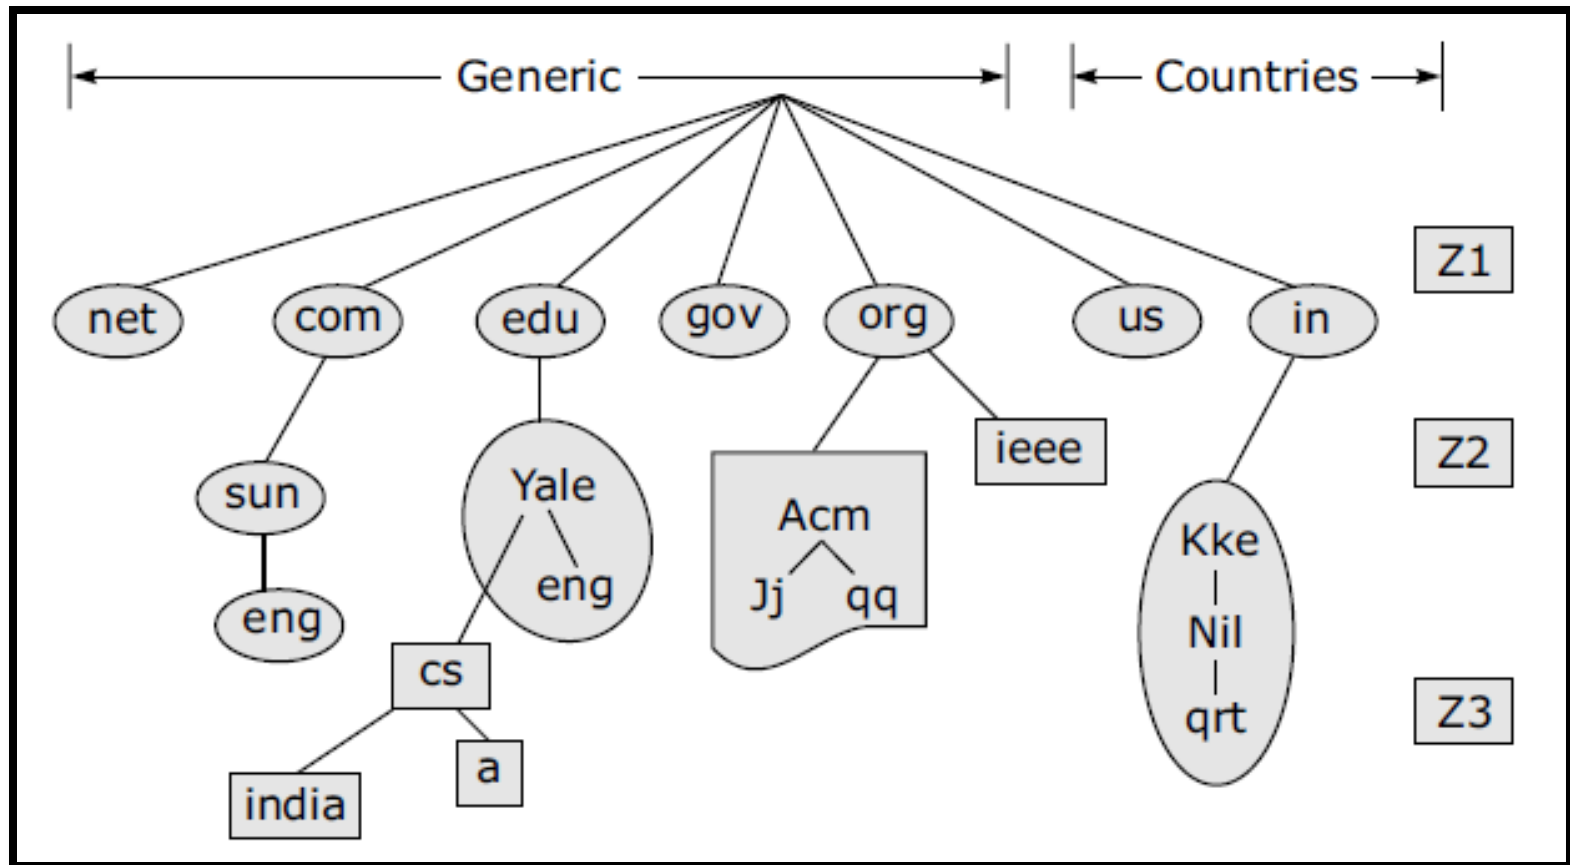 Generic Countries
Z1
net com edu gov org us in
ieee Z2
sun Yale Acm Kke
eng eng Jj qq Nil
cs qrt Z3
india a